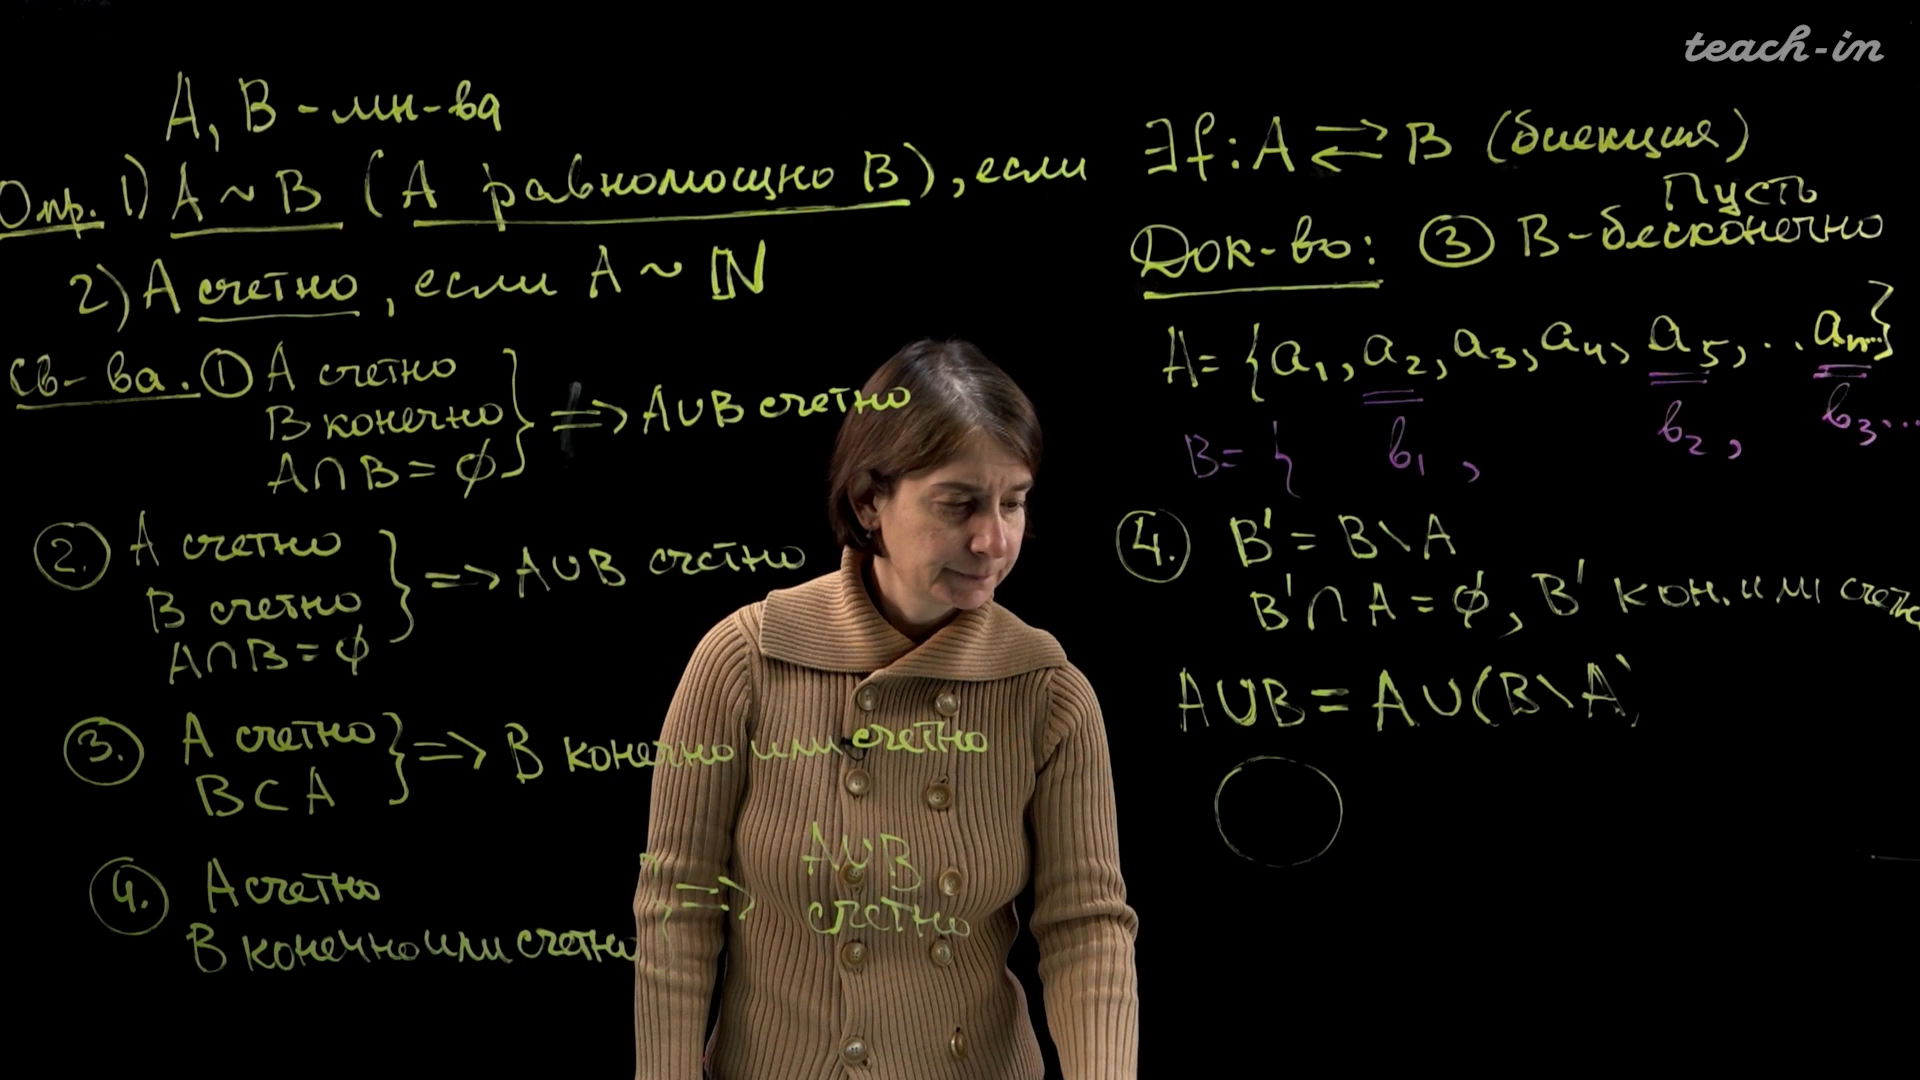 teach-in
A, B - мн-ва
Опр. 1) A ~ B (A равномощно B), если ∃ f : A ⇄ B (биекция)
2) A счетно, если A ~ ℕ
Св-ва. ① A счетно
B конечно
A∩B = ∅
} => A∪B счетно
②. A счетно
B счетно
A∩B = ∅
} => A∪B счетно
③. A счетно
B ⊂ A
} => B конечно или счетно
④. A счетно
B конечно или счетно
} => A∪B
счетно
Док-во: ③ Пусть
B - бесконечно
A = {a₁, a₂, a₃, a₄, a₅, ... aₙ...}
B = { b₁, b₂, b₃...
④. B' = B \ A
B' ∩ A = ∅, B' кон. или счетн
A∪B = A∪(B\A)